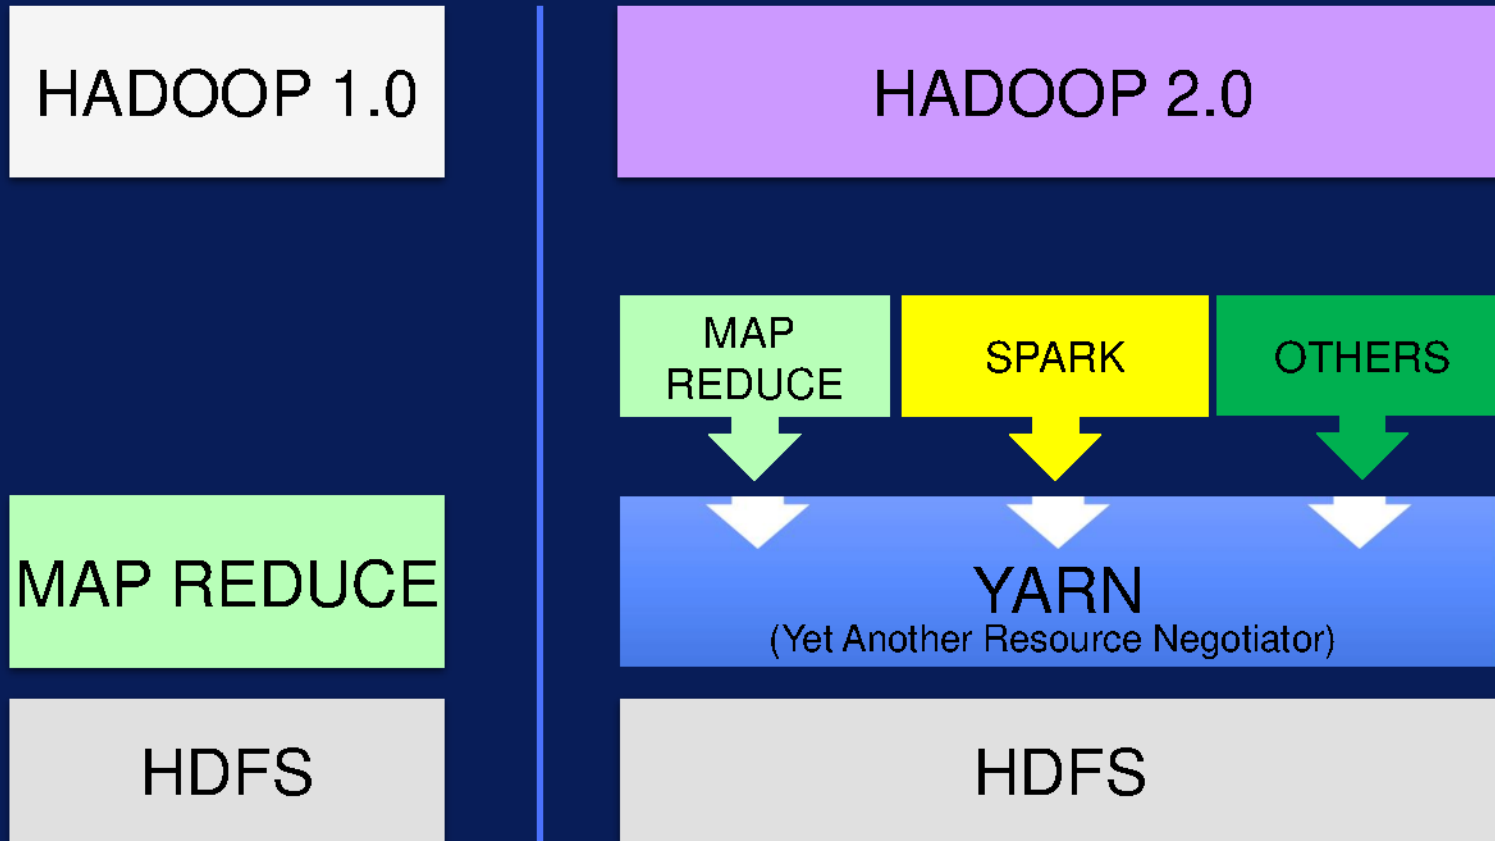 HADOOP 1.0
HADOOP 2.0
MAP
REDUCE
SPARK
OTHERS
MAP REDUCE
YARN
(Yet Another Resource Negotiator)
HDFS
HDFS